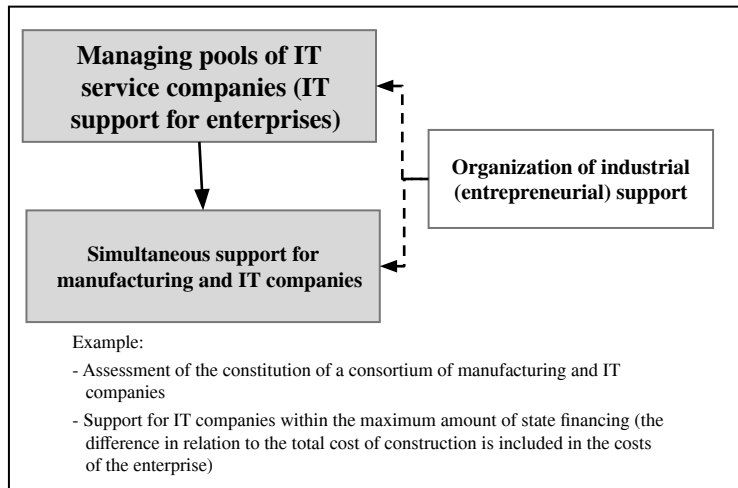 Managing pools of IT
service companies (IT
support for enterprises)
Organization of industrial
(entrepreneurial) support
Simultaneous support for
manufacturing and IT companies
Example:
- Assessment of the constitution of a consortium of manufacturing and IT
companies
- Support for IT companies within the maximum amount of state financing (the
difference in relation to the total cost of construction is included in the costs
of the enterprise)